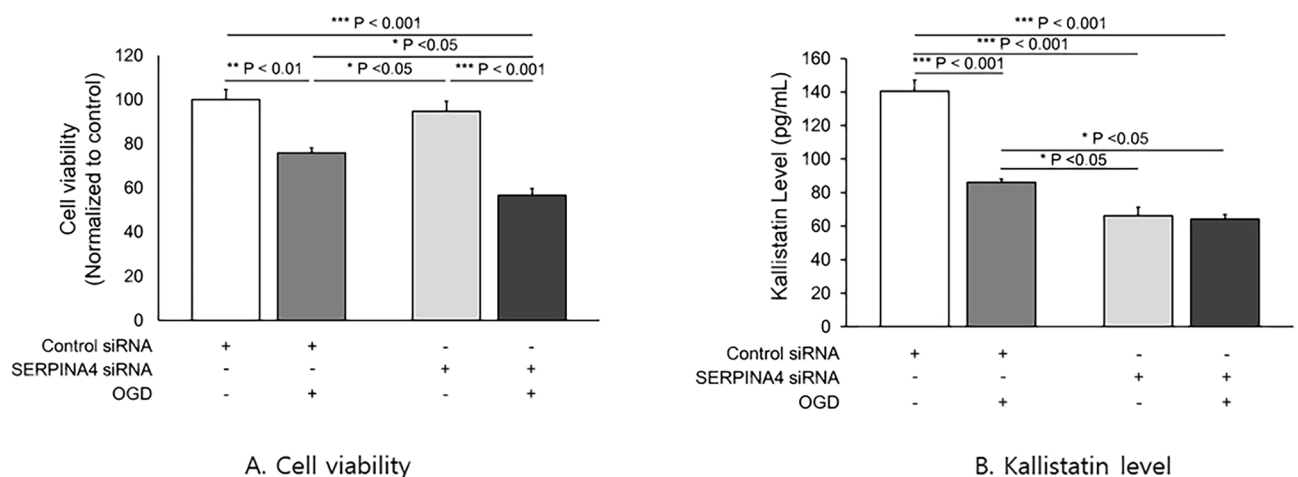 *** P < 0.001
* P <0.05
** P < 0.01 * P <0.05 *** P < 0.001
120
100
80
60
40
20
0
Cell viability
(Normalized to control)
Control siRNA + + - -
SERPINA4 siRNA - - + +
OGD - + - +
A. Cell viability
*** P < 0.001
*** P < 0.001
*** P < 0.001
* P <0.05
* P <0.05
160
140
120
100
80
60
40
20
0
Kallistatin Level (pg/mL)
Control siRNA + + - -
SERPINA4 siRNA - - + +
OGD - + - +
B. Kallistatin level